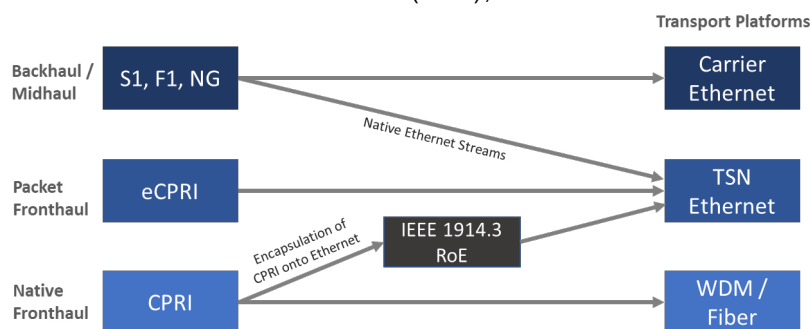 Transport Platforms
Backhaul /
Midhaul
S1, F1, NG
Carrier
Ethernet
Native Ethernet Streams
Packet
Fronthaul
eCPRI
TSN
Ethernet
Encapsulation of
CPRI onto Ethernet
IEEE 1914.3
RoE
Native
Fronthaul
CPRI
WDM /
Fiber